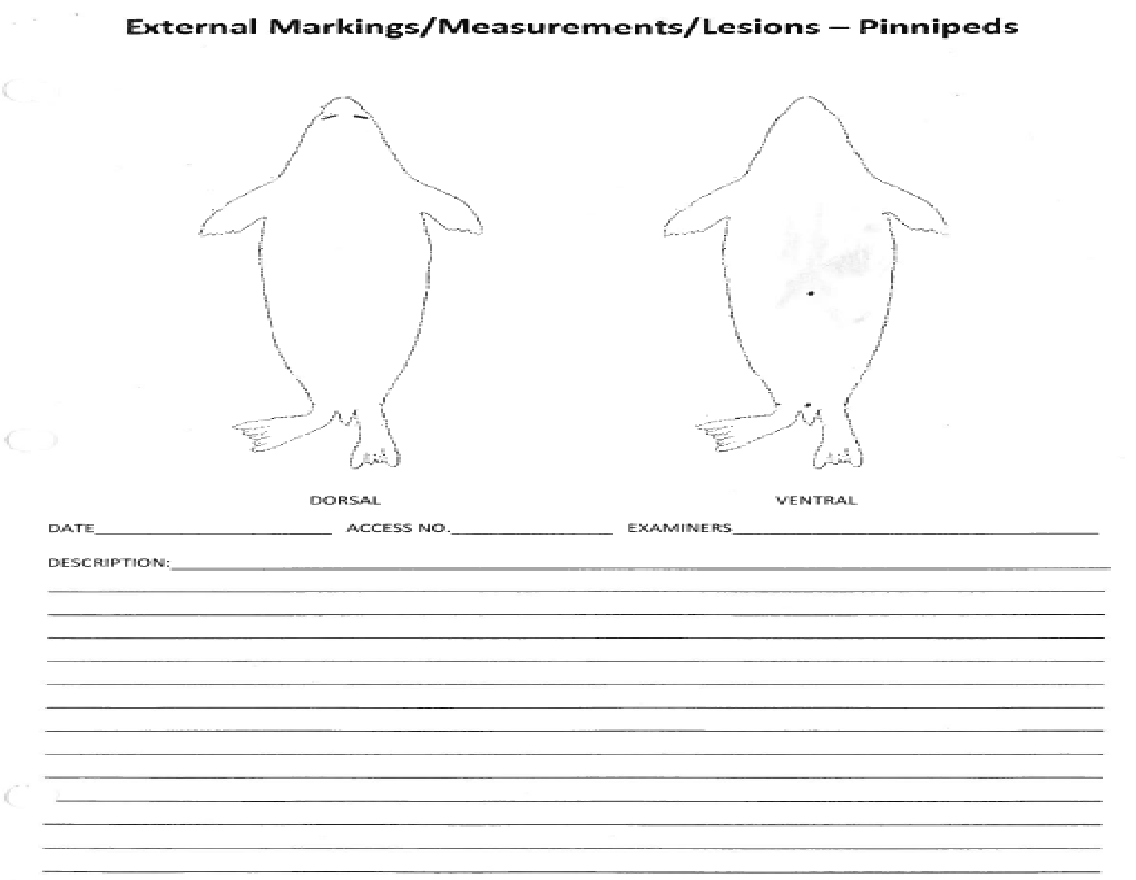 External Markings/Measurements/Lesions – Pinnipeds
DORSAL VENTRAL
DATE ACCESS NO. EXAMINERS
DESCRIPTION: